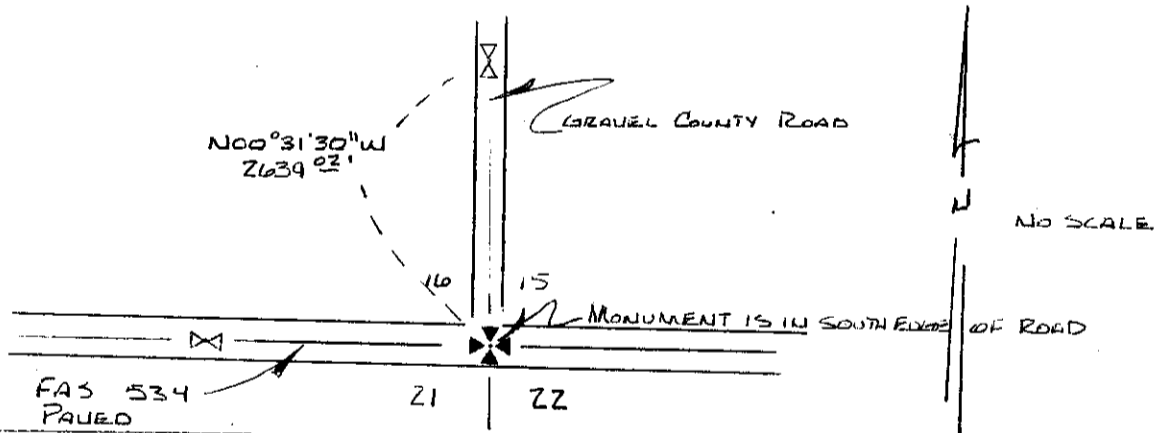 GRAVEL COUNTY ROAD
N00°31'30"W
2639 02'
N
NO SCALE
16 15
MONUMENT IS IN SOUTH EDGE OF ROAD
FAS 534
PAVED
21 22